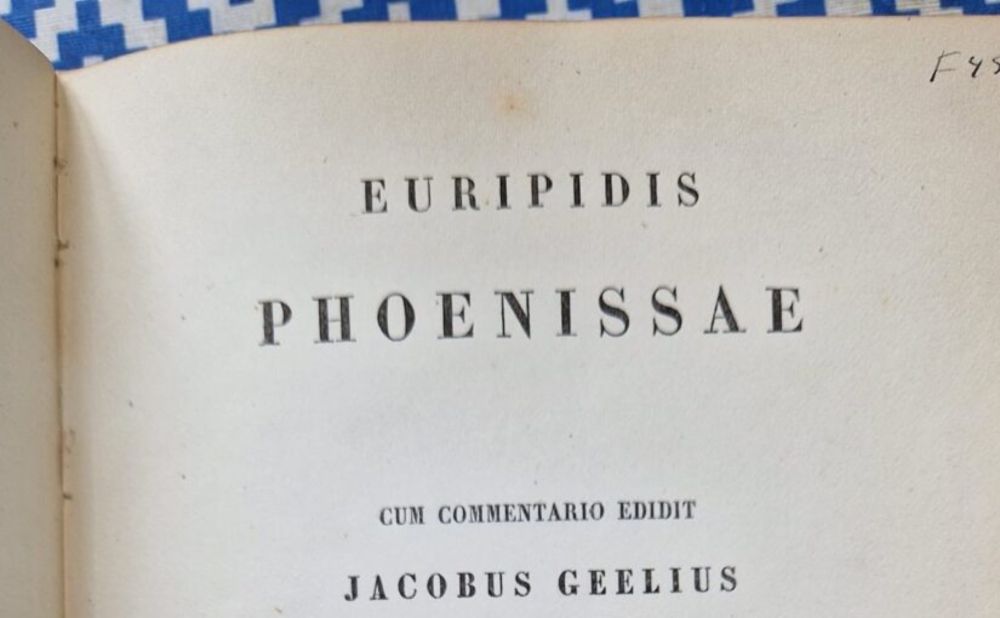 EURIPIDIS
PHOENISSAE
CUM COMMENTARIO EDIDIT
JACOBUS GEELIUS